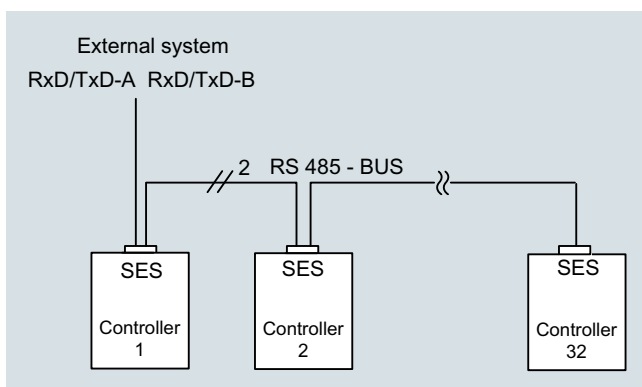 External system
RxD/TxD-A RxD/TxD-B
2 RS 485 - BUS
SES
Controller
1
SES
Controller
2
SES
Controller
32